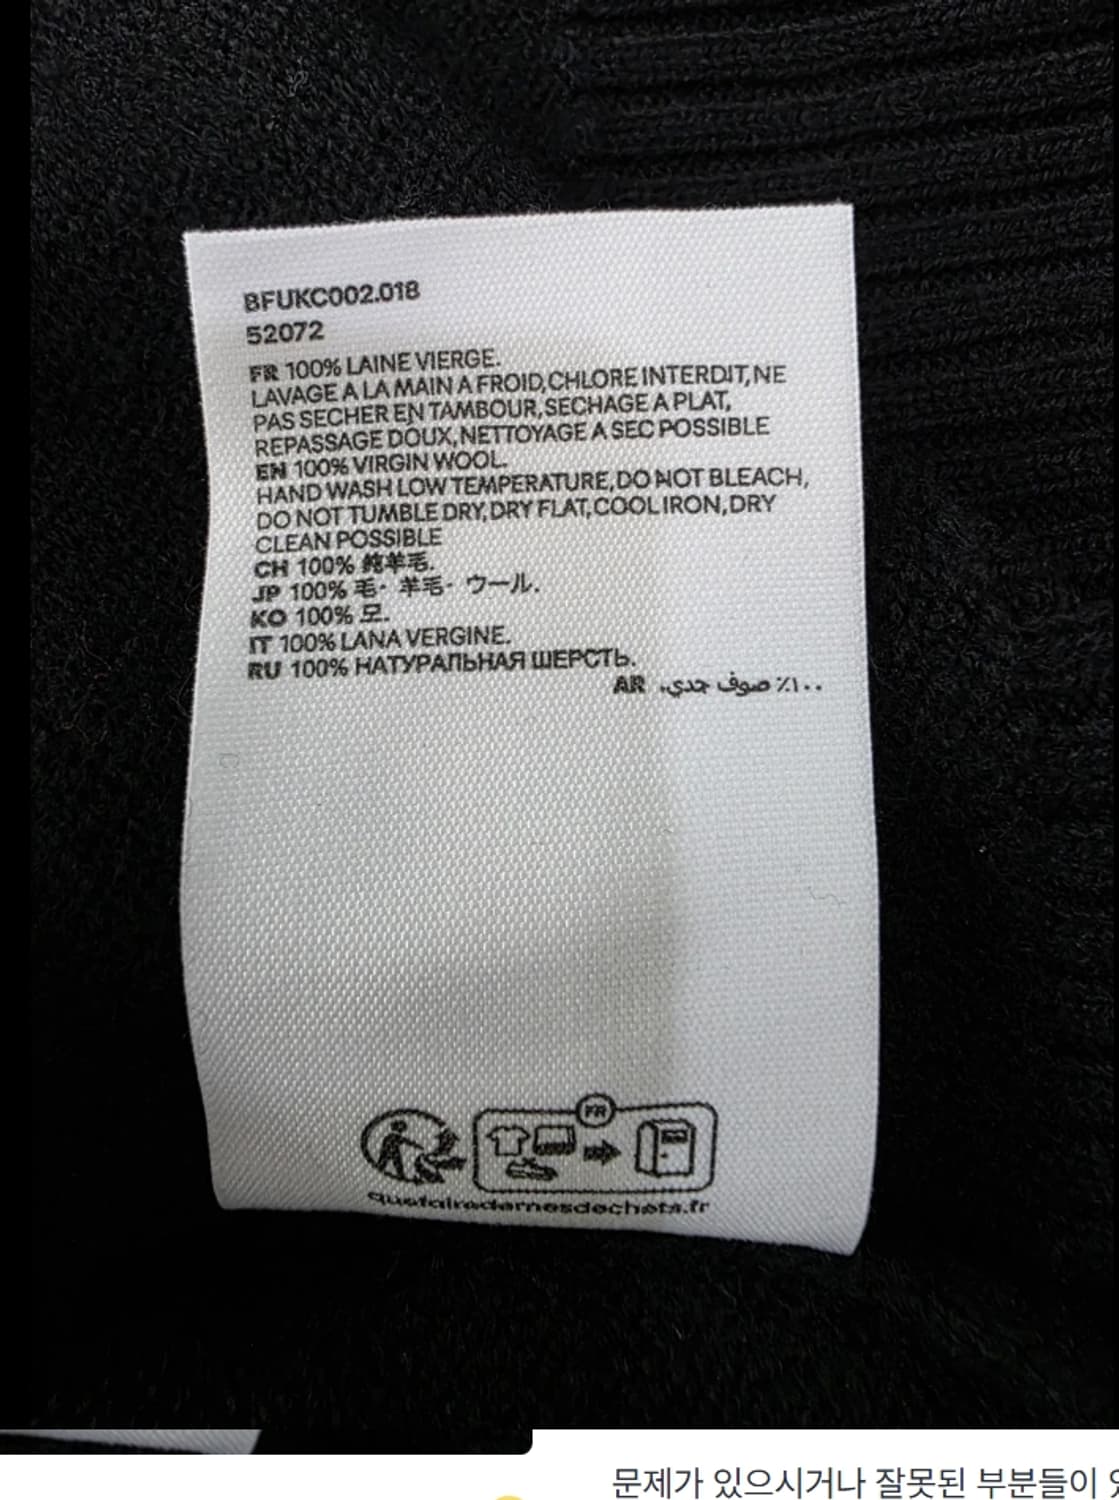 BFUKC002.018
52072
FR 100% LAINE VIERGE.
LAVAGE A LA MAIN A FROID,CHLORE INTERDIT,NE
PAS SECHER EN TAMBOUR,SECHAGE A PLAT,
REPASSAGE DOUX,NETTOYAGE A SEC POSSIBLE
EN 100% VIRGIN WOOL.
HAND WASH LOW TEMPERATURE,DO NOT BLEACH,
DO NOT TUMBLE DRY,DRY FLAT,COOL IRON,DRY
CLEAN POSSIBLE
CH 100% 純羊毛.
JP 100% 毛・羊毛・ウール.
KO 100% 모.
IT 100% LANA VERGINE.
RU 100% НАТУРАЛЬНАЯ ШЕРСТЬ.
AR ١٠٠٪ صوف جدي.
FR
quefairedemesdechets.fr
문제가 있으시거나 잘못된 부분들이